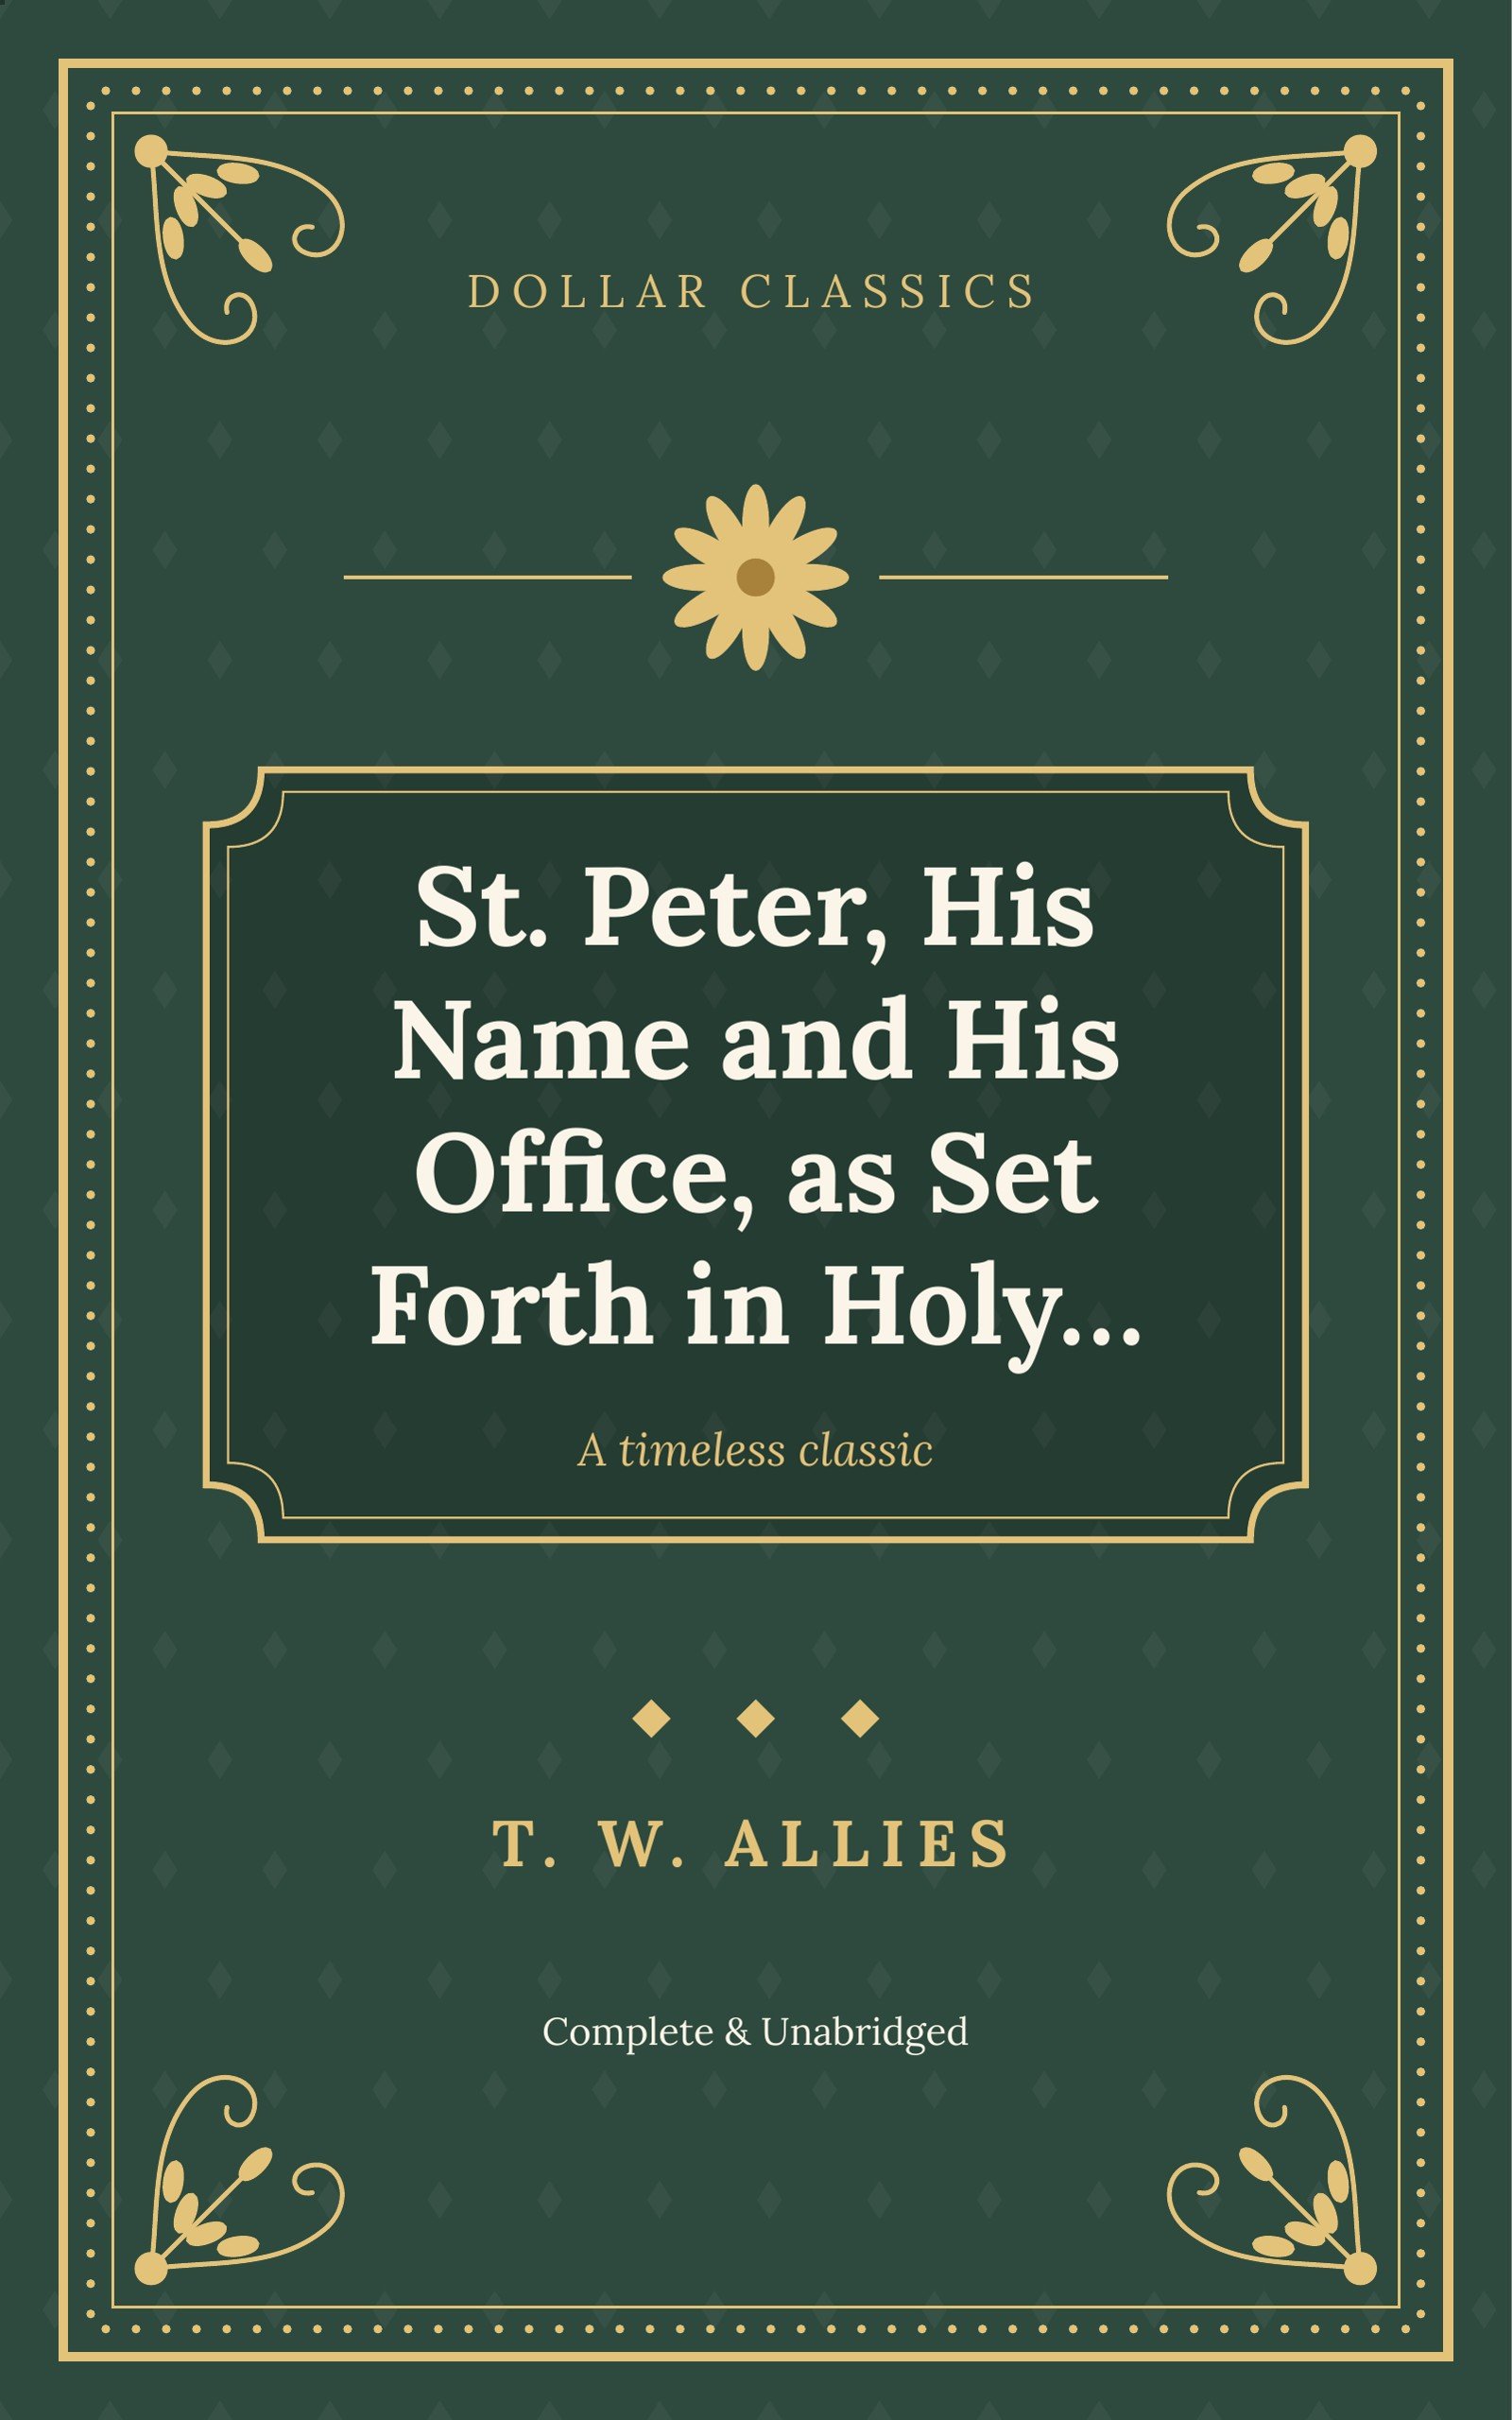 DOLLAR CLASSICS
St. Peter, His
Name and His
Office, as Set
Forth in Holy...
A timeless classic
T. W. ALLIES
Complete & Unabridged